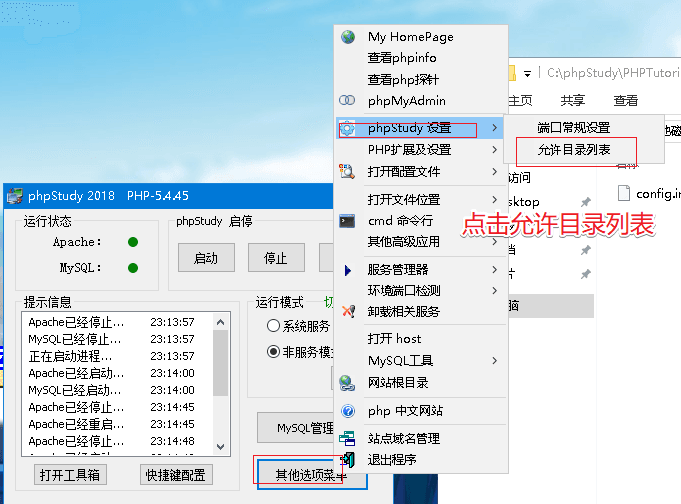 My HomePage
查看phpinfo
查看php探针
phpMyAdmin
phpStudy 设置
PHP扩展及设置
打开配置文件
打开文件位置
cmd 命令行
其他高级应用
服务管理器
环境端口检测
卸载相关服务
打开 host
MySQL工具
网站根目录
php 中文网站
站点域名管理
退出程序
端口常规设置
允许目录列表
点击允许目录列表
C:\phpStudy\PHPTutori
主页 共享 查看
config.in
phpStudy 2018 PHP-5.4.45
运行状态
Apache:
MySQL:
phpStudy 启停
启动
停止
提示信息
Apache已经停止... 23:13:57
MySQL已经停止... 23:13:57
正在启动进程... 23:13:57
Apache已经启动... 23:14:00
MySQL已经启动... 23:14:00
Apache已经停止... 23:14:45
Apache已经重启... 23:14:45
Apache已经停止... 23:14:48
Apache已经启动... 23:14:48
运行模式
系统服务
非服务模
MySQL管理
打开工具箱
快捷键配置
其他选项菜单